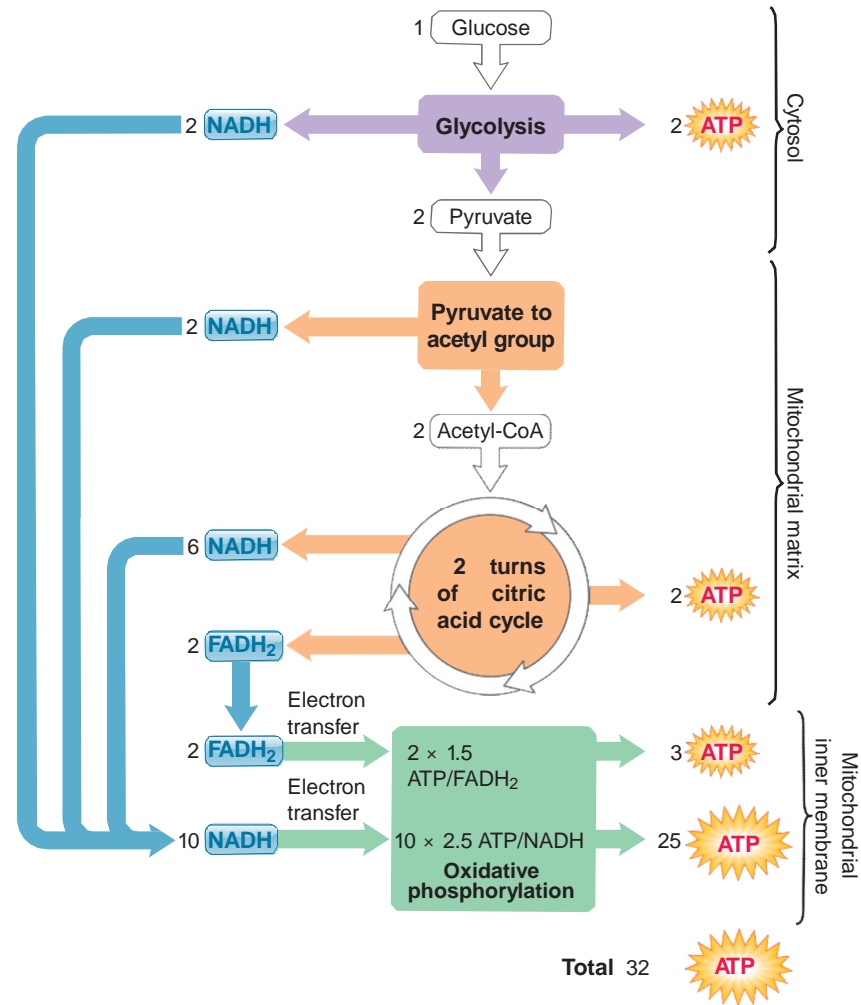 1 Glucose
2 NADH
Glycolysis
2 ATP
Cytosol
2 Pyruvate
2 NADH
Pyruvate to
acetyl group
2 Acetyl-CoA
Mitochondrial matrix
6 NADH
2 turns
of citric
acid cycle
2 ATP
2 FADH₂
Electron
transfer
2 FADH₂
2 × 1.5
ATP/FADH₂
3 ATP
Electron
transfer
10 NADH
10 × 2.5 ATP/NADH
25 ATP
Oxidative
phosphorylation
Mitochondrial
inner membrane
Total 32 ATP